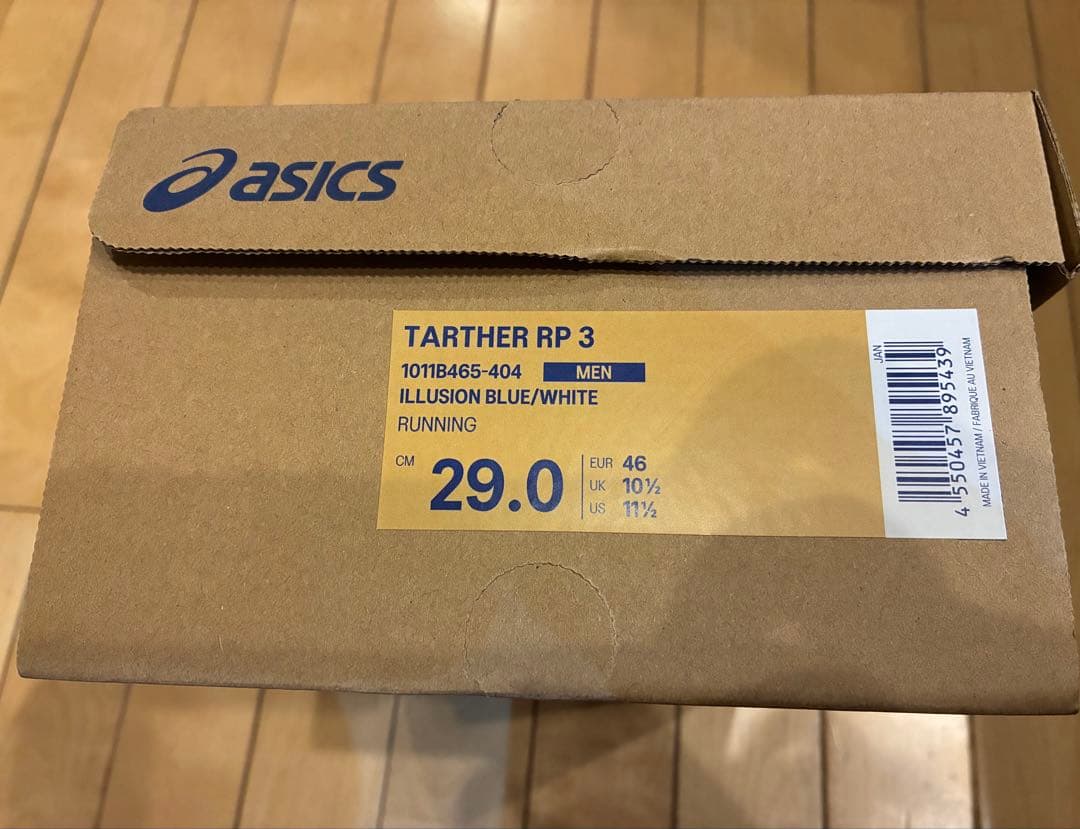 asics
TARTHER RP 3
1011B465-404 MEN
ILLUSION BLUE/WHITE
RUNNING
CM 29.0
EUR 46
UK 10½
US 11½
JAN
4 550457 895439
MADE IN VIETNAM / FABRIQUE AU VIETNAM